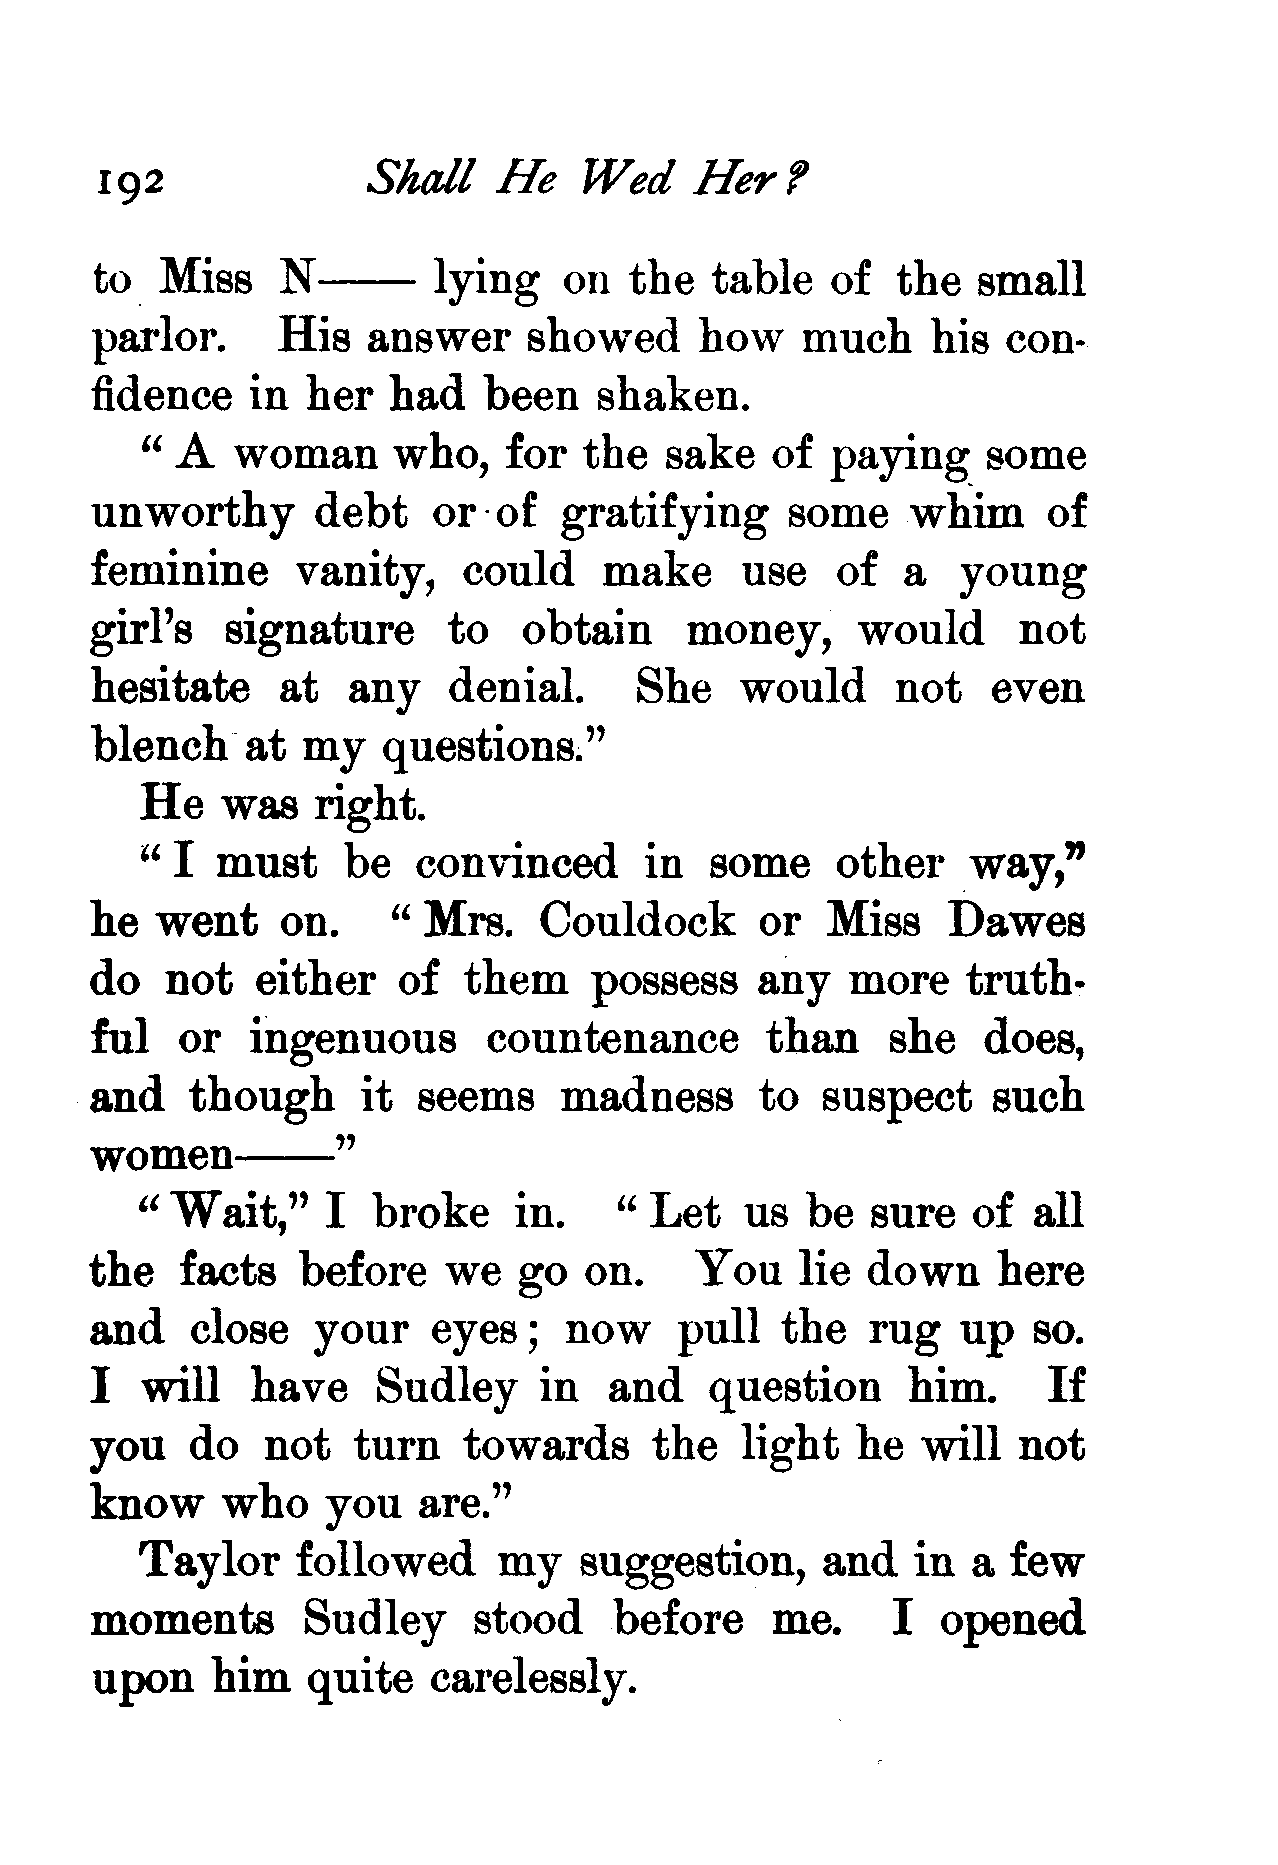 192 Shall He Wed Her?
to Miss N—— lying on the table of the small
parlor. His answer showed how much his con-
fidence in her had been shaken.
“ A woman who, for the sake of paying some
unworthy debt or of gratifying some whim of
feminine vanity, could make use of a young
girl’s signature to obtain money, would not
hesitate at any denial. She would not even
blench at my questions.”
He was right.
“ I must be convinced in some other way,”
he went on. “ Mrs. Couldock or Miss Dawes
do not either of them possess any more truth-
ful or ingenuous countenance than she does,
and though it seems madness to suspect such
women——”
“ Wait,” I broke in. “ Let us be sure of all
the facts before we go on. You lie down here
and close your eyes ; now pull the rug up so.
I will have Sudley in and question him. If
you do not turn towards the light he will not
know who you are.”
Taylor followed my suggestion, and in a few
moments Sudley stood before me. I opened
upon him quite carelessly.